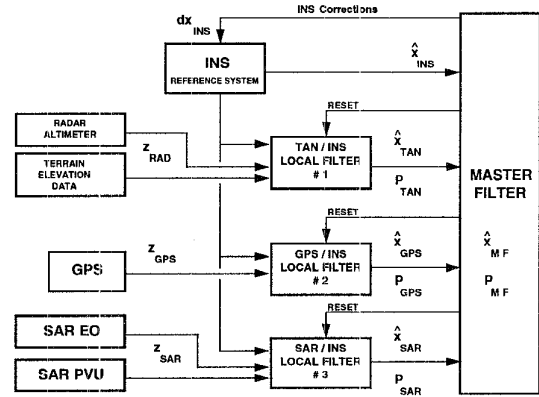 INS Corrections
dx INS
INS
REFERENCE SYSTEM
x̂ INS
RADAR
ALTIMETER
TERRAIN
ELEVATION
DATA
z RAD
RESET
TAN / INS
LOCAL FILTER
# 1
x̂ TAN
P TAN
MASTER
FILTER
x̂ MF
P MF
GPS
z GPS
RESET
GPS / INS
LOCAL FILTER
# 2
x̂ GPS
P GPS
SAR EO
SAR PVU
z SAR
RESET
SAR / INS
LOCAL FILTER
# 3
x̂ SAR
P SAR